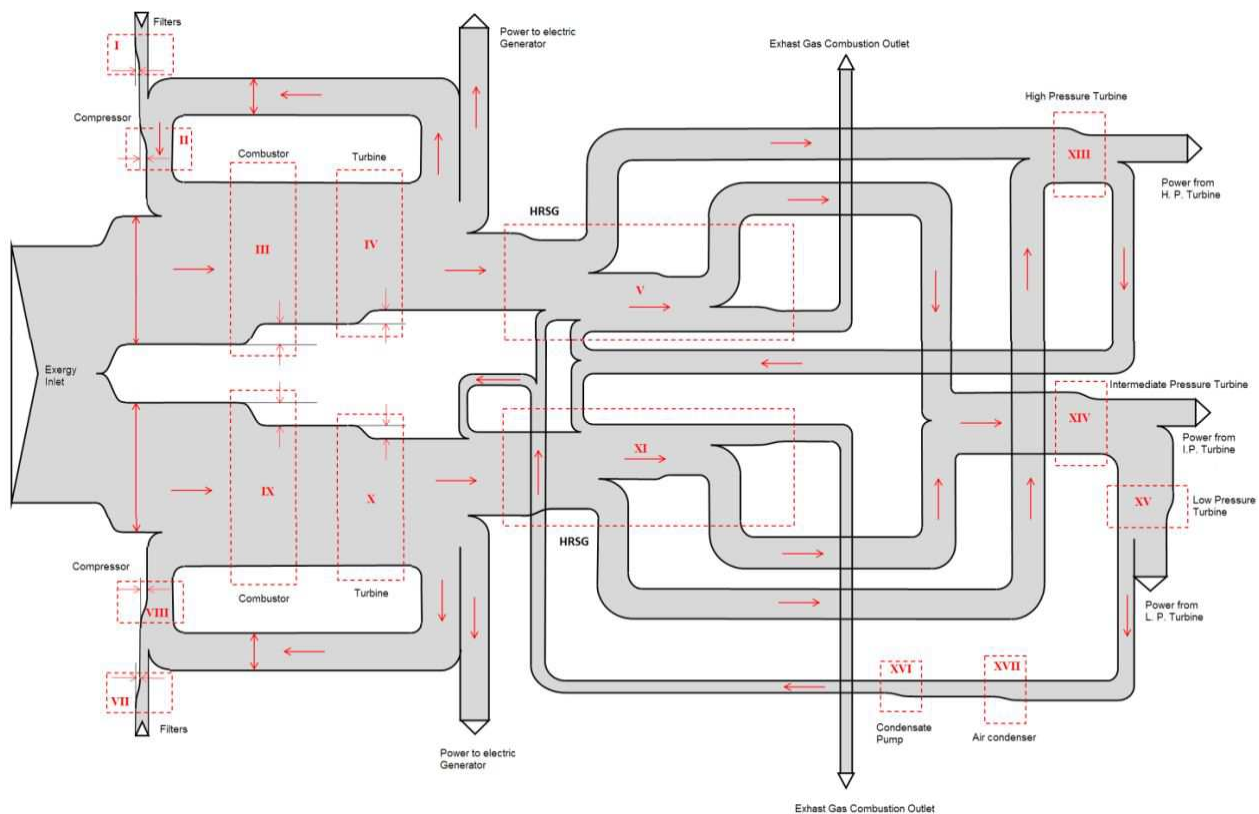 Filters
I
Power to electric
Generator
Exhast Gas Combustion Outlet
High Pressure Turbine
Compressor
II
Combustor
Turbine
XIII
Power from
H. P. Turbine
HRSG
III
IV
V
Exergy
Inlet
Intermediate Pressure Turbine
XIV
Power from
I.P. Turbine
XI
IX
X
XV
Low Pressure
Turbine
HRSG
Compressor
VIII
Combustor
Turbine
Power from
L. P. Turbine
XVI
XVII
VII
Filters
Condensate
Pump
Air condenser
Power to electric
Generator
Exhast Gas Combustion Outlet